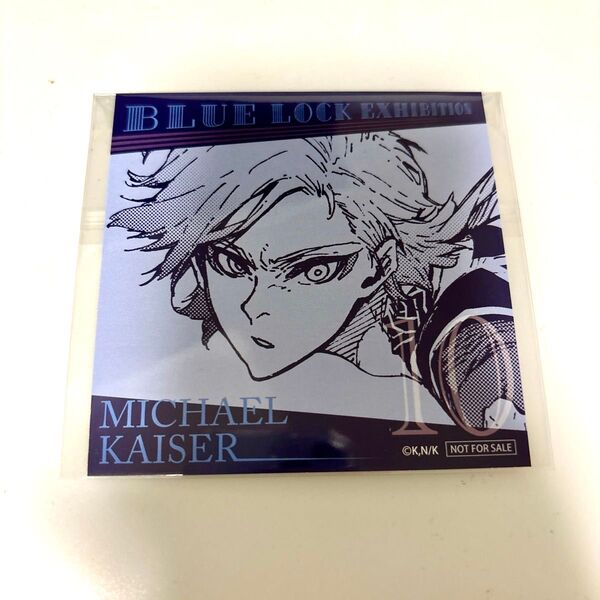 BLUE LOCK EXHIBITION
10
MICHAEL
KAISER
©K,N/K NOT FOR SALE